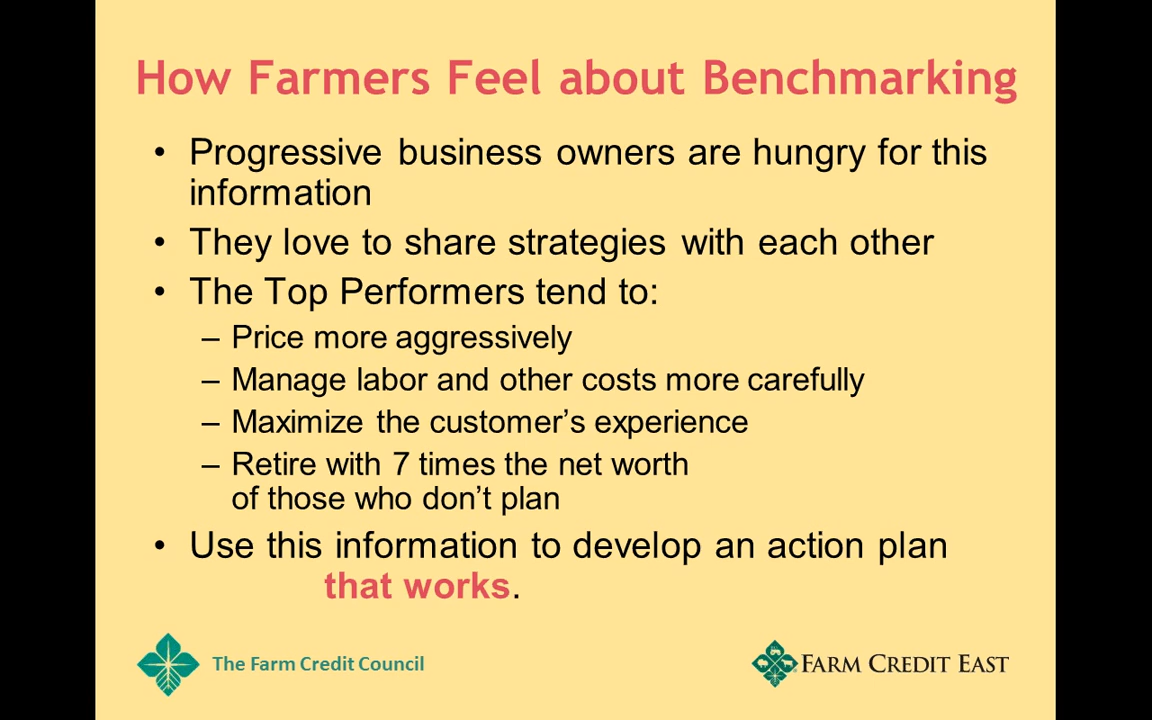 How Farmers Feel about Benchmarking
• Progressive business owners are hungry for this
information
• They love to share strategies with each other
• The Top Performers tend to:
– Price more aggressively
– Manage labor and other costs more carefully
– Maximize the customer’s experience
– Retire with 7 times the net worth
of those who don’t plan
• Use this information to develop an action plan
that works.
The Farm Credit Council
FARM CREDIT EAST